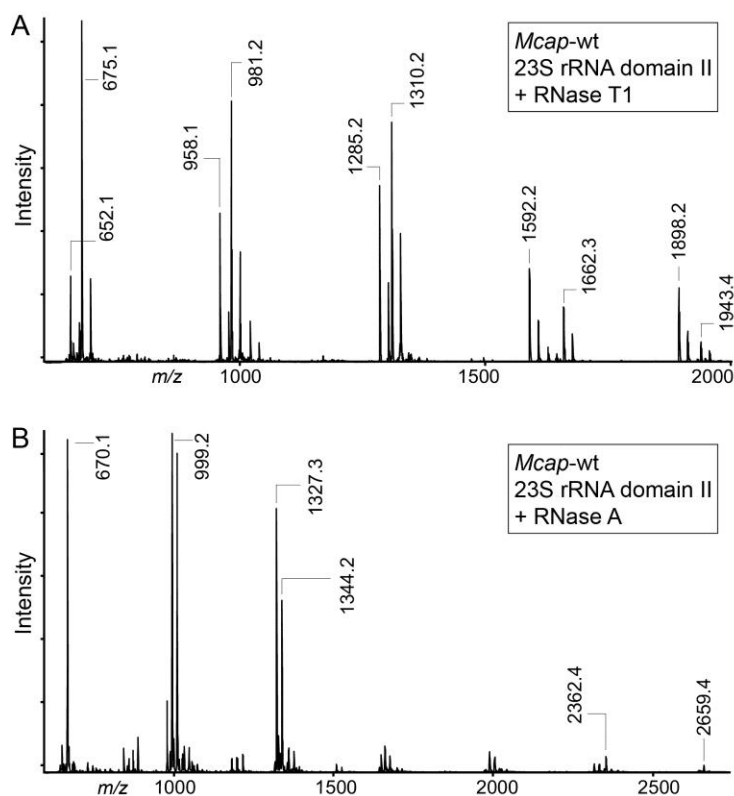 A
Intensity
652.1
675.1
958.1
981.2
1285.2
1310.2
1592.2
1662.3
1898.2
1943.4
Mcap-wt
23S rRNA domain II
+ RNase T1
m/z 1000 1500 2000
B
Intensity
670.1
999.2
1327.3
1344.2
2362.4
2659.4
Mcap-wt
23S rRNA domain II
+ RNase A
m/z 1000 1500 2000 2500